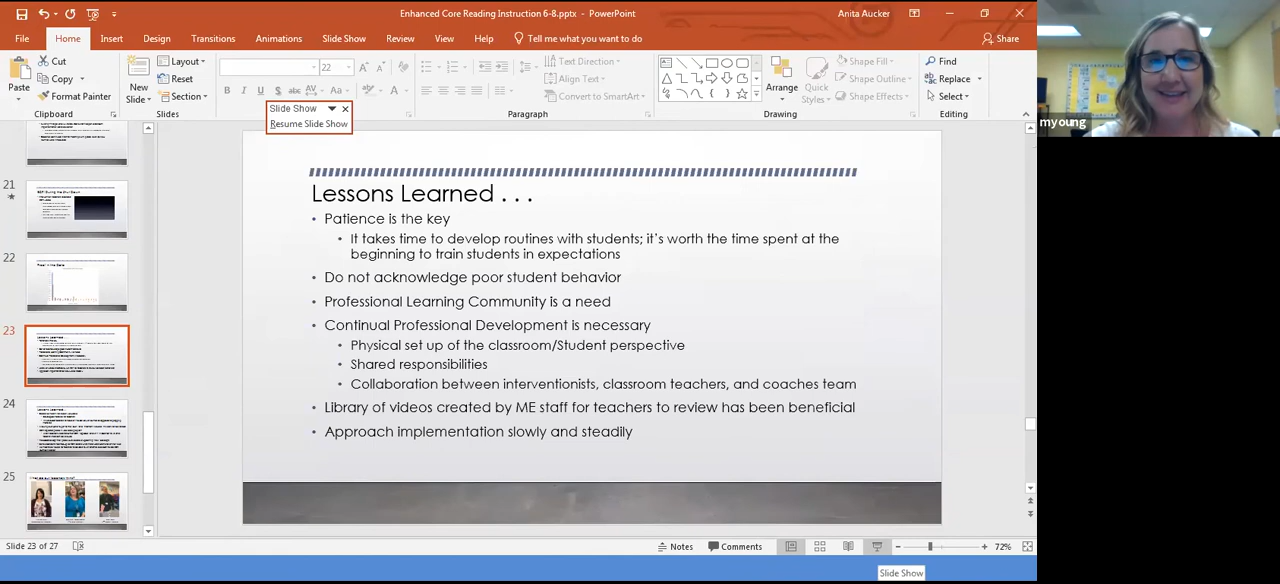 Enhanced Core Reading Instruction 6-8.pptx - PowerPoint
Anita Aucker
File
Home
Insert
Design
Transitions
Animations
Slide Show
Review
View
Help
Tell me what you want to do
Share
Paste
Cut
Copy
Format Painter
Clipboard
New
Slide
Layout
Reset
Section
Slides
22
B I U S abc AV Aa
A
Slide Show
Resume Slide Show
Text Direction
Align Text
Convert to SmartArt
Paragraph
Arrange
Quick
Styles
Shape Fill
Shape Outline
Shape Effects
Drawing
Find
Replace
Select
Editing
myoung
21
22
23
24
25
Lessons Learned . . .
• Patience is the key
• It takes time to develop routines with students; it's worth the time spent at the
beginning to train students in expectations
• Do not acknowledge poor student behavior
• Professional Learning Community is a need
• Continual Professional Development is necessary
• Physical set up of the classroom/Student perspective
• Shared responsibilities
• Collaboration between interventionists, classroom teachers, and coaches team
• Library of videos created by ME staff for teachers to review has been beneficial
• Approach implementation slowly and steadily
Slide 23 of 27
Notes
Comments
72%
Slide Show